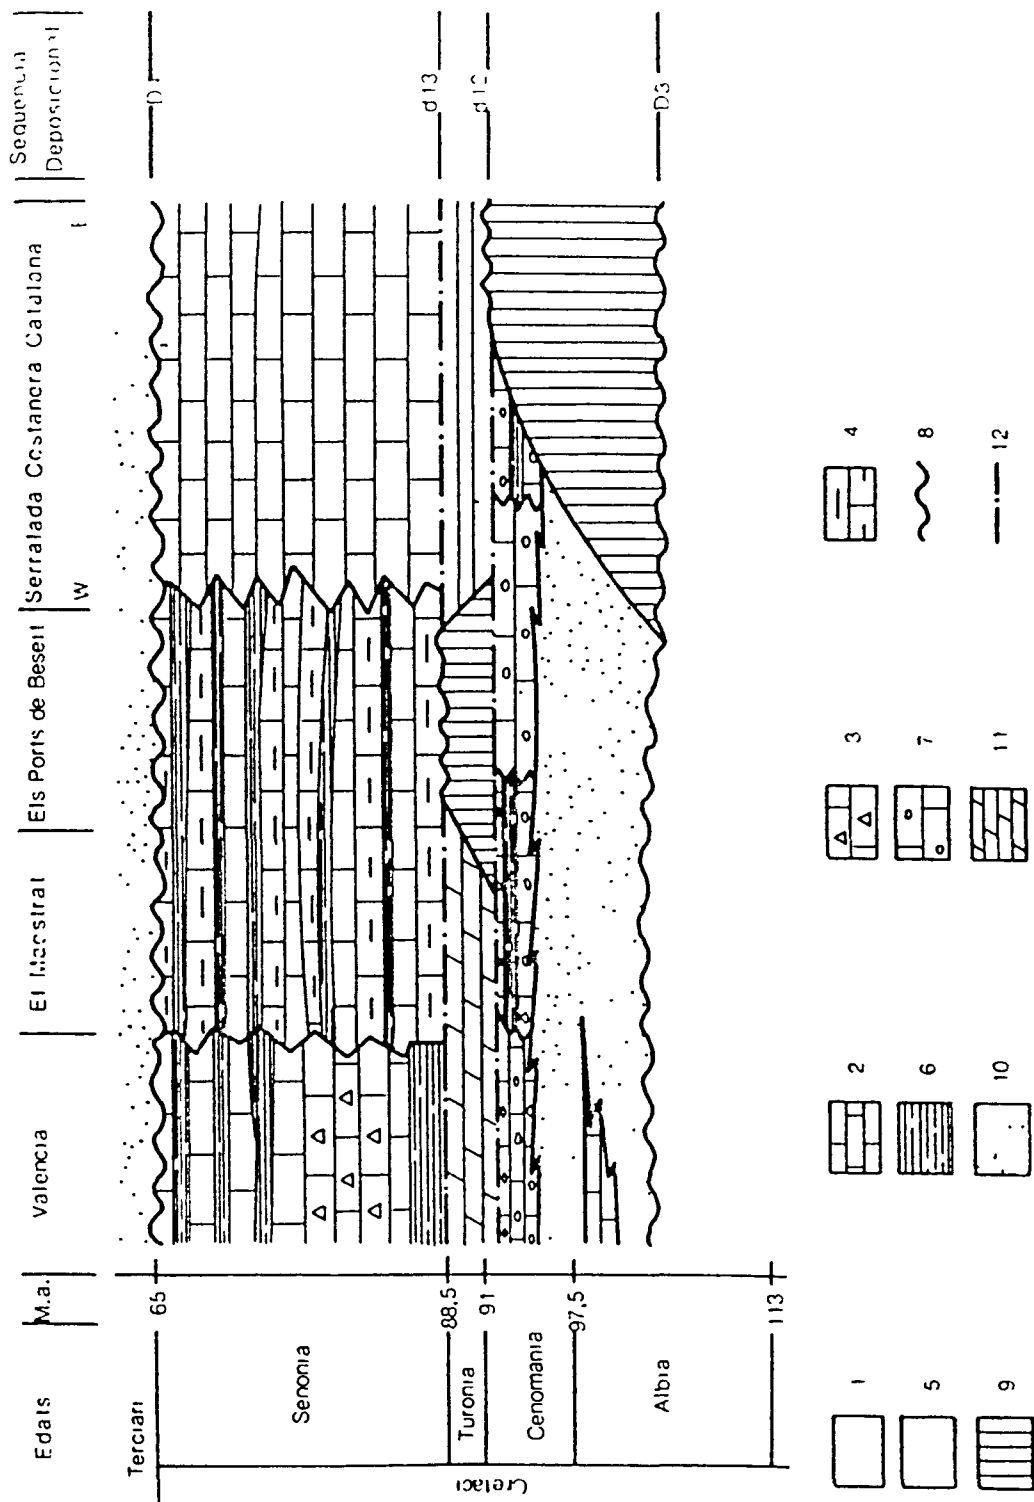 Edats
M.a.
Valencia
El Maestrat
Els Ports de Beseit
Serralada Costanera Catalana
Sequencia
Deposicional
W
Terciari
Cretaci
Senonia
Turonia
Cenomania
Albia
65
88,5
91
97,5
113
d13
d12
D3
1
2
3
4
5
6
7
8
9
10
11
12